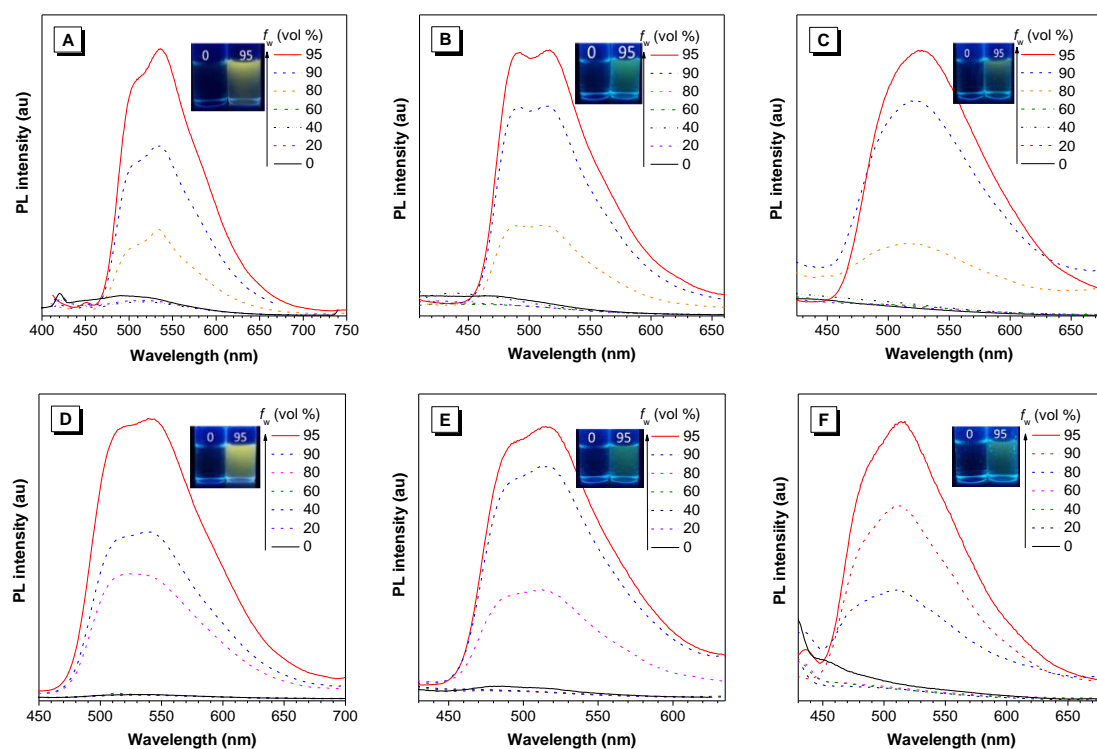 A
0 95
f_w (vol %)
95
90
80
60
40
20
0
PL intensity (au)
400 450 500 550 600 650 700 750
Wavelength (nm)
B
0 95
f_w (vol %)
95
90
80
60
40
20
0
PL intensity (au)
450 500 550 600 650
Wavelength (nm)
C
0 95
f_w (vol %)
95
90
80
60
40
20
0
PL intensity (au)
450 500 550 600 650
Wavelength (nm)
D
0 95
f_w (vol %)
95
90
80
60
40
20
0
PL intensity (au)
450 500 550 600 650 700
Wavelength (nm)
E
0 95
f_w (vol %)
95
90
80
60
40
20
0
PL intensity (au)
450 500 550 600
Wavelength (nm)
F
0 95
f_w (vol %)
95
90
80
60
40
20
0
PL intensiity (au)
450 500 550 600 650
Wavelength (nm)